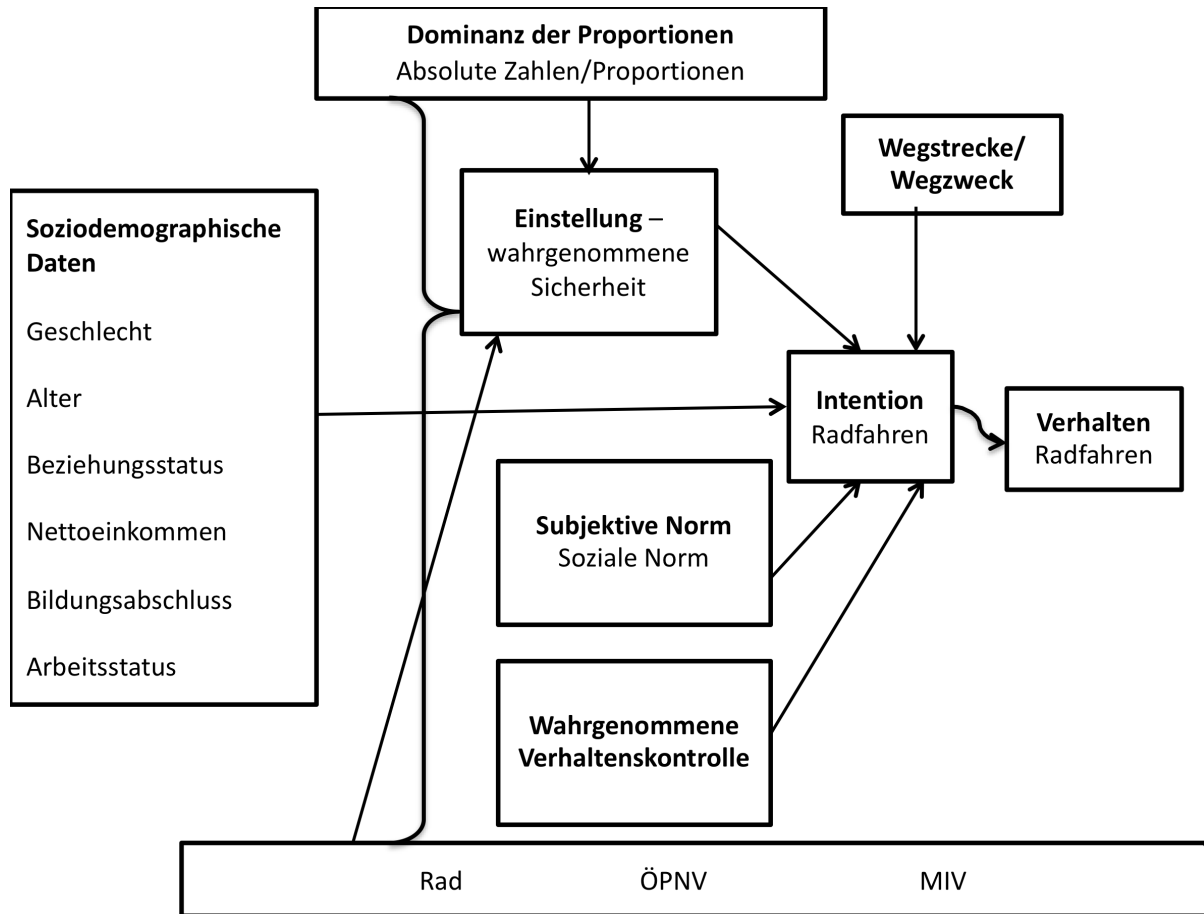 Dominanz der Proportionen
Absolute Zahlen/Proportionen
Wegstrecke/
Wegzweck
Einstellung –
wahrgenommene
Sicherheit
Soziodemographische
Daten
Geschlecht
Alter
Beziehungsstatus
Nettoeinkommen
Bildungsabschluss
Arbeitsstatus
Intention
Radfahren
Verhalten
Radfahren
Subjektive Norm
Soziale Norm
Wahrgenommene
Verhaltenskontrolle
Rad ÖPNV MIV